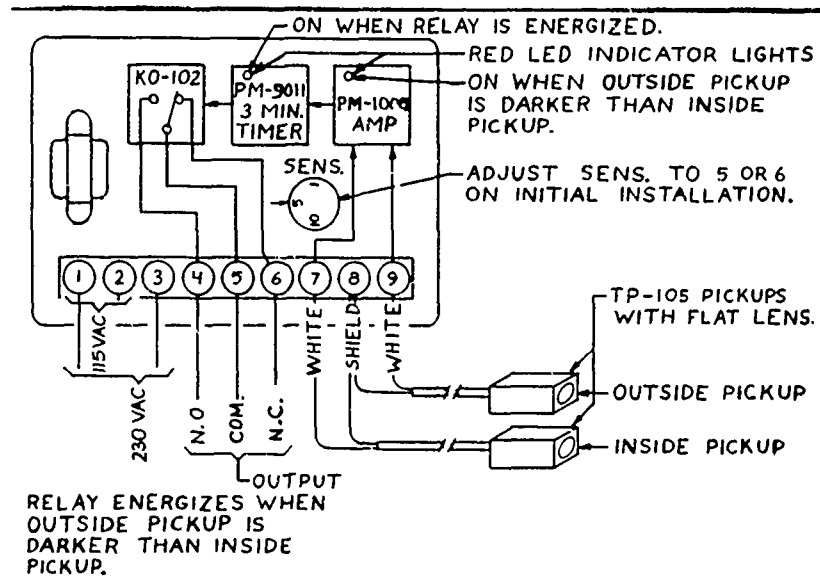 ON WHEN RELAY IS ENERGIZED.
RED LED INDICATOR LIGHTS
ON WHEN OUTSIDE PICKUP
IS DARKER THAN INSIDE
PICKUP.
KO-102
PM-9011
3 MIN.
TIMER
AMP
SENS.
1
5
10
ADJUST SENS. TO 5 OR 6
ON INITIAL INSTALLATION.
1 2 3 4 5 6 7 8 9
115VAC
230 VAC
N.O
COM.
N.C.
WHITE
SHIELD
WHITE
TP-105 PICKUPS
WITH FLAT LENS.
OUTSIDE PICKUP
INSIDE PICKUP
OUTPUT
RELAY ENERGIZES WHEN
OUTSIDE PICKUP IS
DARKER THAN INSIDE
PICKUP.